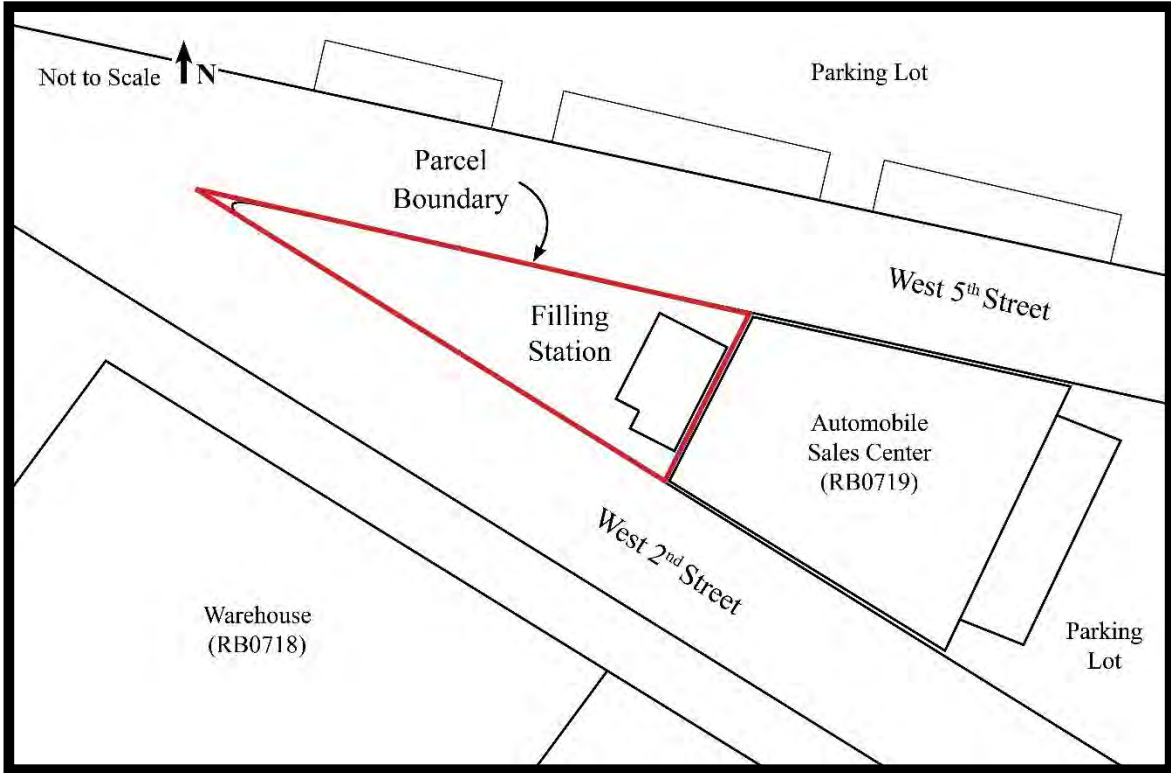 Not to Scale
N
Parking Lot
Parcel
Boundary
West 5th Street
Filling
Station
Automobile
Sales Center
(RB0719)
West 2nd Street
Warehouse
(RB0718)
Parking
Lot